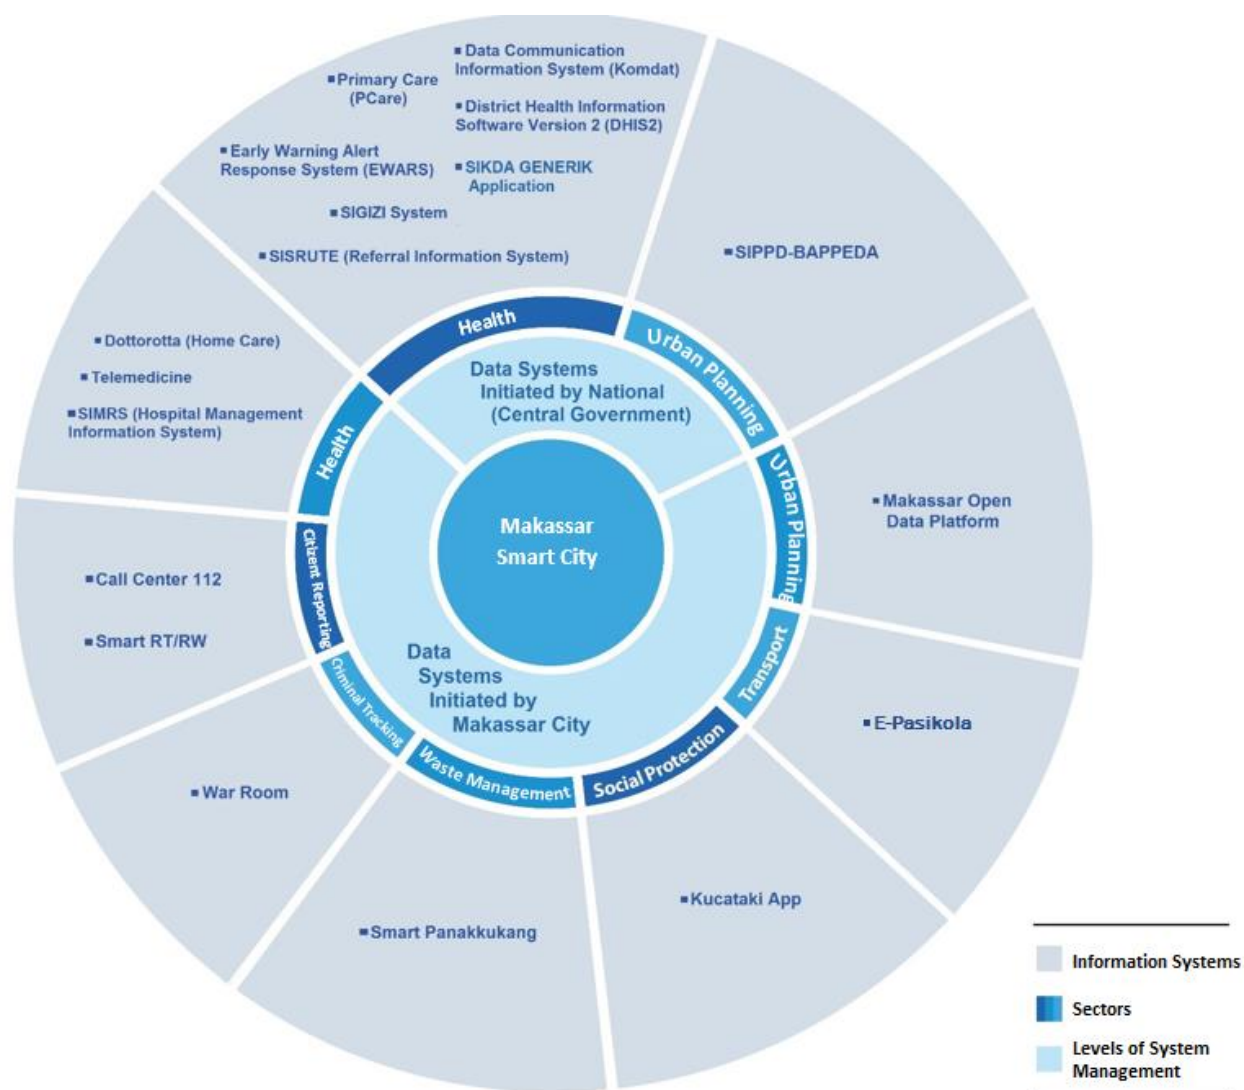 ▪ Data Communication
Information System (Komdat)
▪ Primary Care
(PCare)
▪ District Health Information
Software Version 2 (DHIS2)
▪ Early Warning Alert
Response System (EWARS)
▪ SIKDA GENERIK
Application
▪ SIGIZI System
▪ SISRUTE (Referral Information System)
▪ SIPPD-BAPPEDA
▪ Dottorotta (Home Care)
▪ Telemedicine
▪ SIMRS (Hospital Management
Information System)
Health
Urban Planning
Data Systems
Initiated by National
(Central Government)
Health
Urban Planning
▪ Makassar Open
Data Platform
Makassar
Smart City
▪ Call Center 112
▪ Smart RT/RW
Citizent Reporting
Transport
▪ E-Pasikola
Data
Systems
Initiated by
Makassar City
Criminal Tracking
Waste Management
Social Protection
▪ War Room
▪ Kucataki App
▪ Smart Panakkukang
Information Systems
Sectors
Levels of System
Management